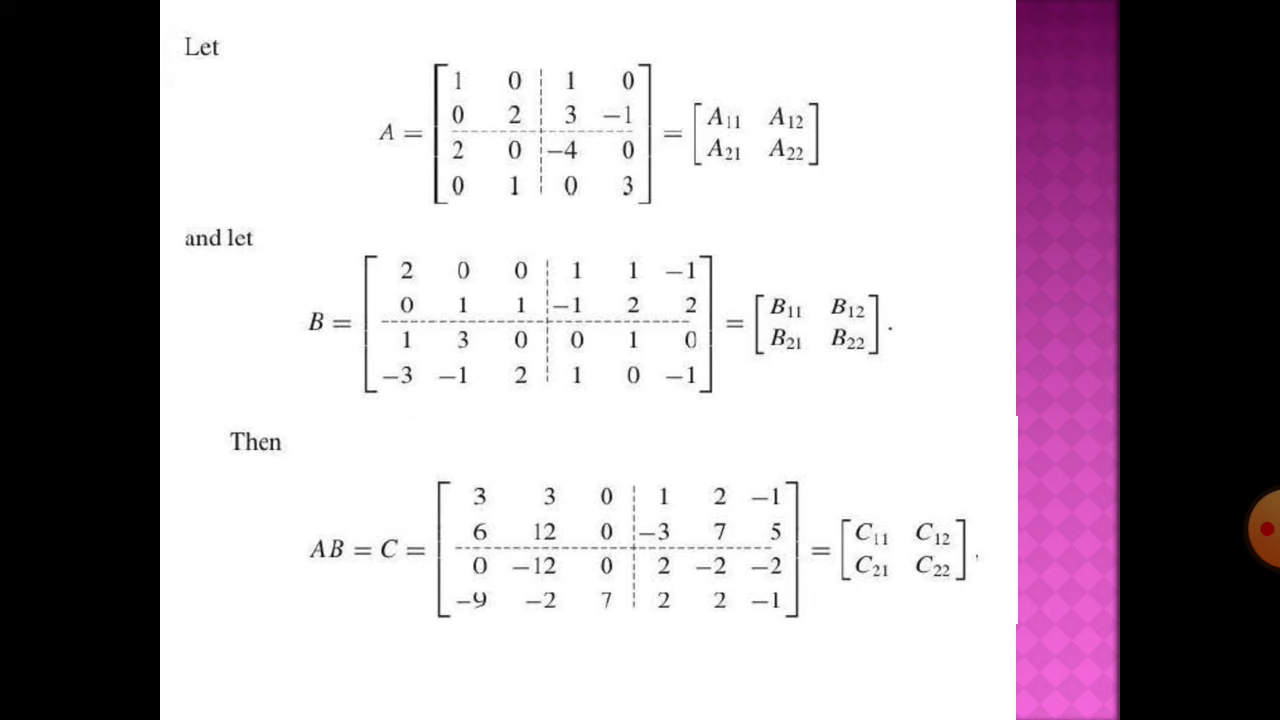 Let
A = [ 1 0 ¦ 1 0 ; 0 2 ¦ 3 −1 ; 2 0 ¦ −4 0 ; 0 1 ¦ 0 3 ] = [ A₁₁ A₁₂ ; A₂₁ A₂₂ ]
and let
B = [ 2 0 0 ¦ 1 1 −1 ; 0 1 1 ¦ −1 2 2 ; 1 3 0 ¦ 0 1 0 ; −3 −1 2 ¦ 1 0 −1 ] = [ B₁₁ B₁₂ ; B₂₁ B₂₂ ] .
Then
AB = C = [ 3 3 0 ¦ 1 2 −1 ; 6 12 0 ¦ −3 7 5 ; 0 −12 0 ¦ 2 −2 −2 ; −9 −2 7 ¦ 2 2 −1 ] = [ C₁₁ C₁₂ ; C₂₁ C₂₂ ] ,